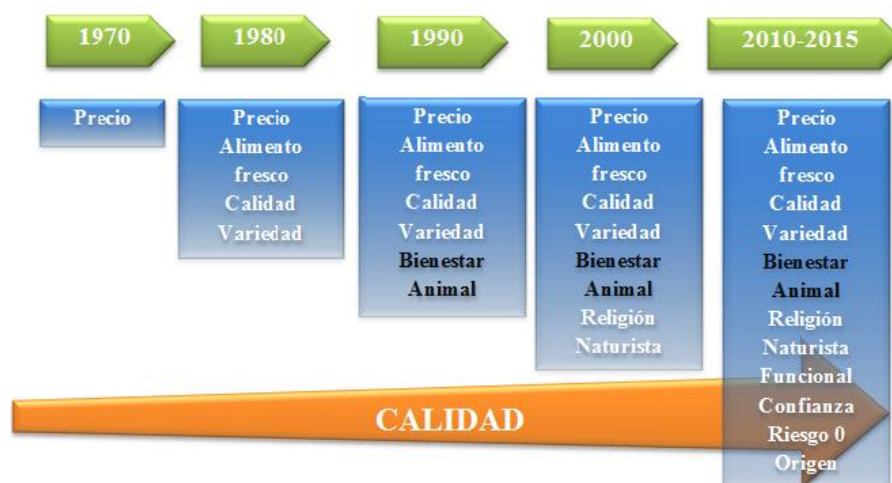 1970
1980
1990
2000
2010-2015
Precio
Precio
Alimento
fresco
Calidad
Variedad
Precio
Alimento
fresco
Calidad
Variedad
Bienestar
Animal
Precio
Alimento
fresco
Calidad
Variedad
Bienestar
Animal
Religión
Naturista
Precio
Alimento
fresco
Calidad
Variedad
Bienestar
Animal
Religión
Naturista
Funcional
Confianza
Riesgo 0
Origen
CALIDAD